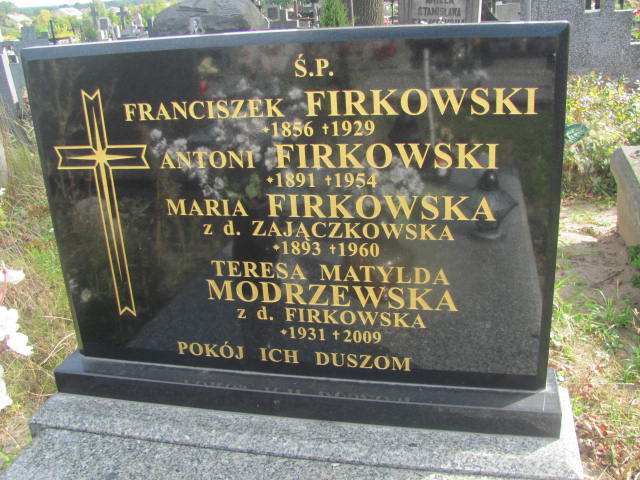 STANISŁAWA
Ś.P.
FRANCISZEK FIRKOWSKI
*1856 †1929
ANTONI FIRKOWSKI
*1891 †1954
MARIA FIRKOWSKA
z d. ZAJĄCZKOWSKA
*1893 †1960
TERESA MATYLDA
MODRZEWSKA
z d. FIRKOWSKA
*1931 †2009
POKÓJ ICH DUSZOM